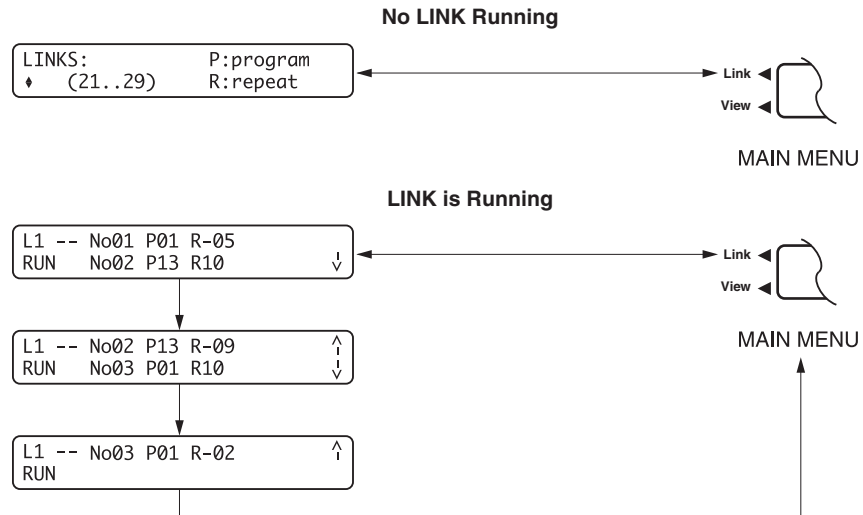 No LINK Running
LINKS: P:program
(21..29) R:repeat
Link
View
MAIN MENU
LINK is Running
L1 -- No01 P01 R-05
RUN No02 P13 R10
Link
View
MAIN MENU
L1 -- No02 P13 R-09
RUN No03 P01 R10
L1 -- No03 P01 R-02
RUN